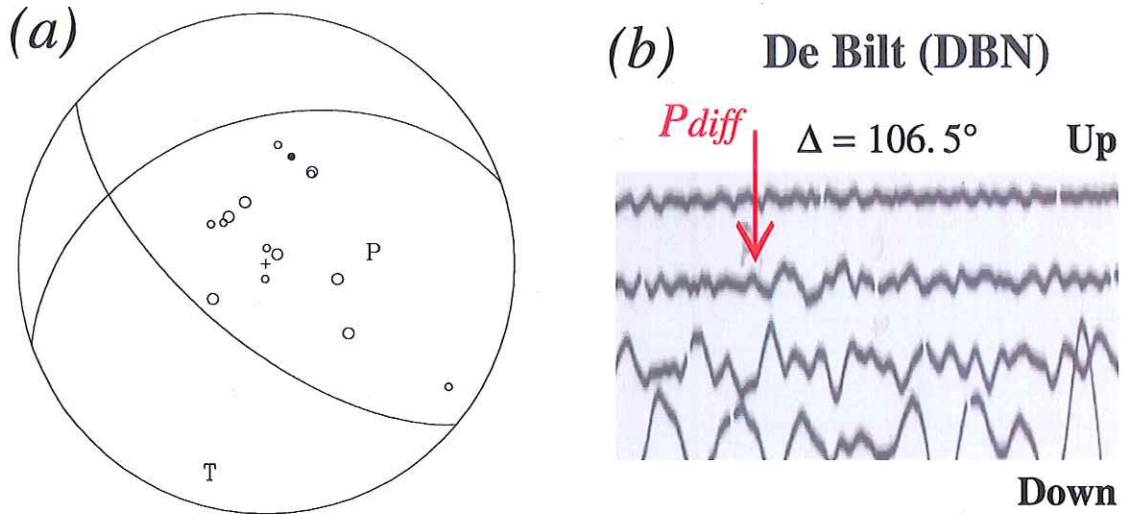 (a)
P
T
(b) De Bilt (DBN)
Pdiff
Δ = 106.5° Up
Down